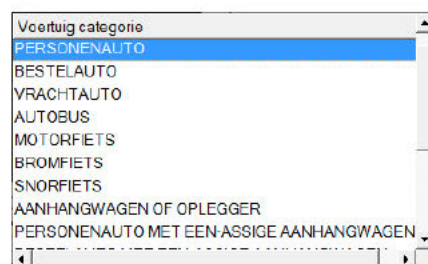 Voertuig categorie
PERSONENAUTO
BESTELAUTO
VRACHTAUTO
AUTOBUS
MOTORFIETS
BROMFIETS
SNORFIETS
AANHANGWAGEN OF OPLEGGER
PERSONENAUTO MET EEN-ASSIGE AANHANGWAGEN